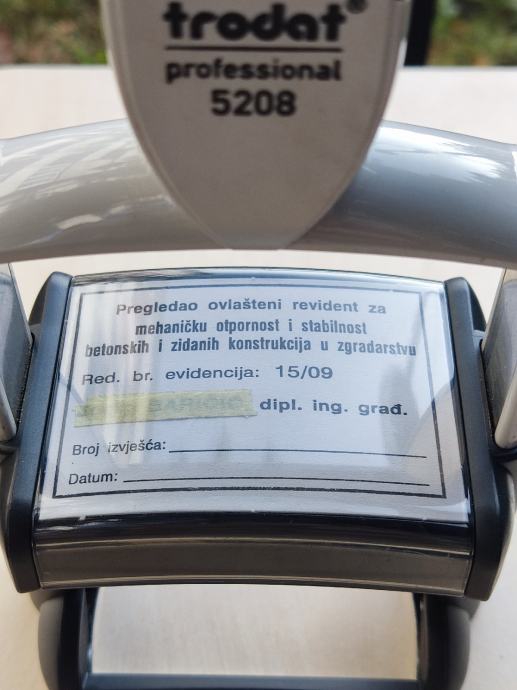 trodat®
professional
5208
Pregledao ovlašteni revident za
mehaničku otpornost i stabilnost
betonskih i zidanih konstrukcija u zgradarstvu
Red. br. evidencija: 15/09
dipl. ing. građ.
Broj izvješća:
Datum: